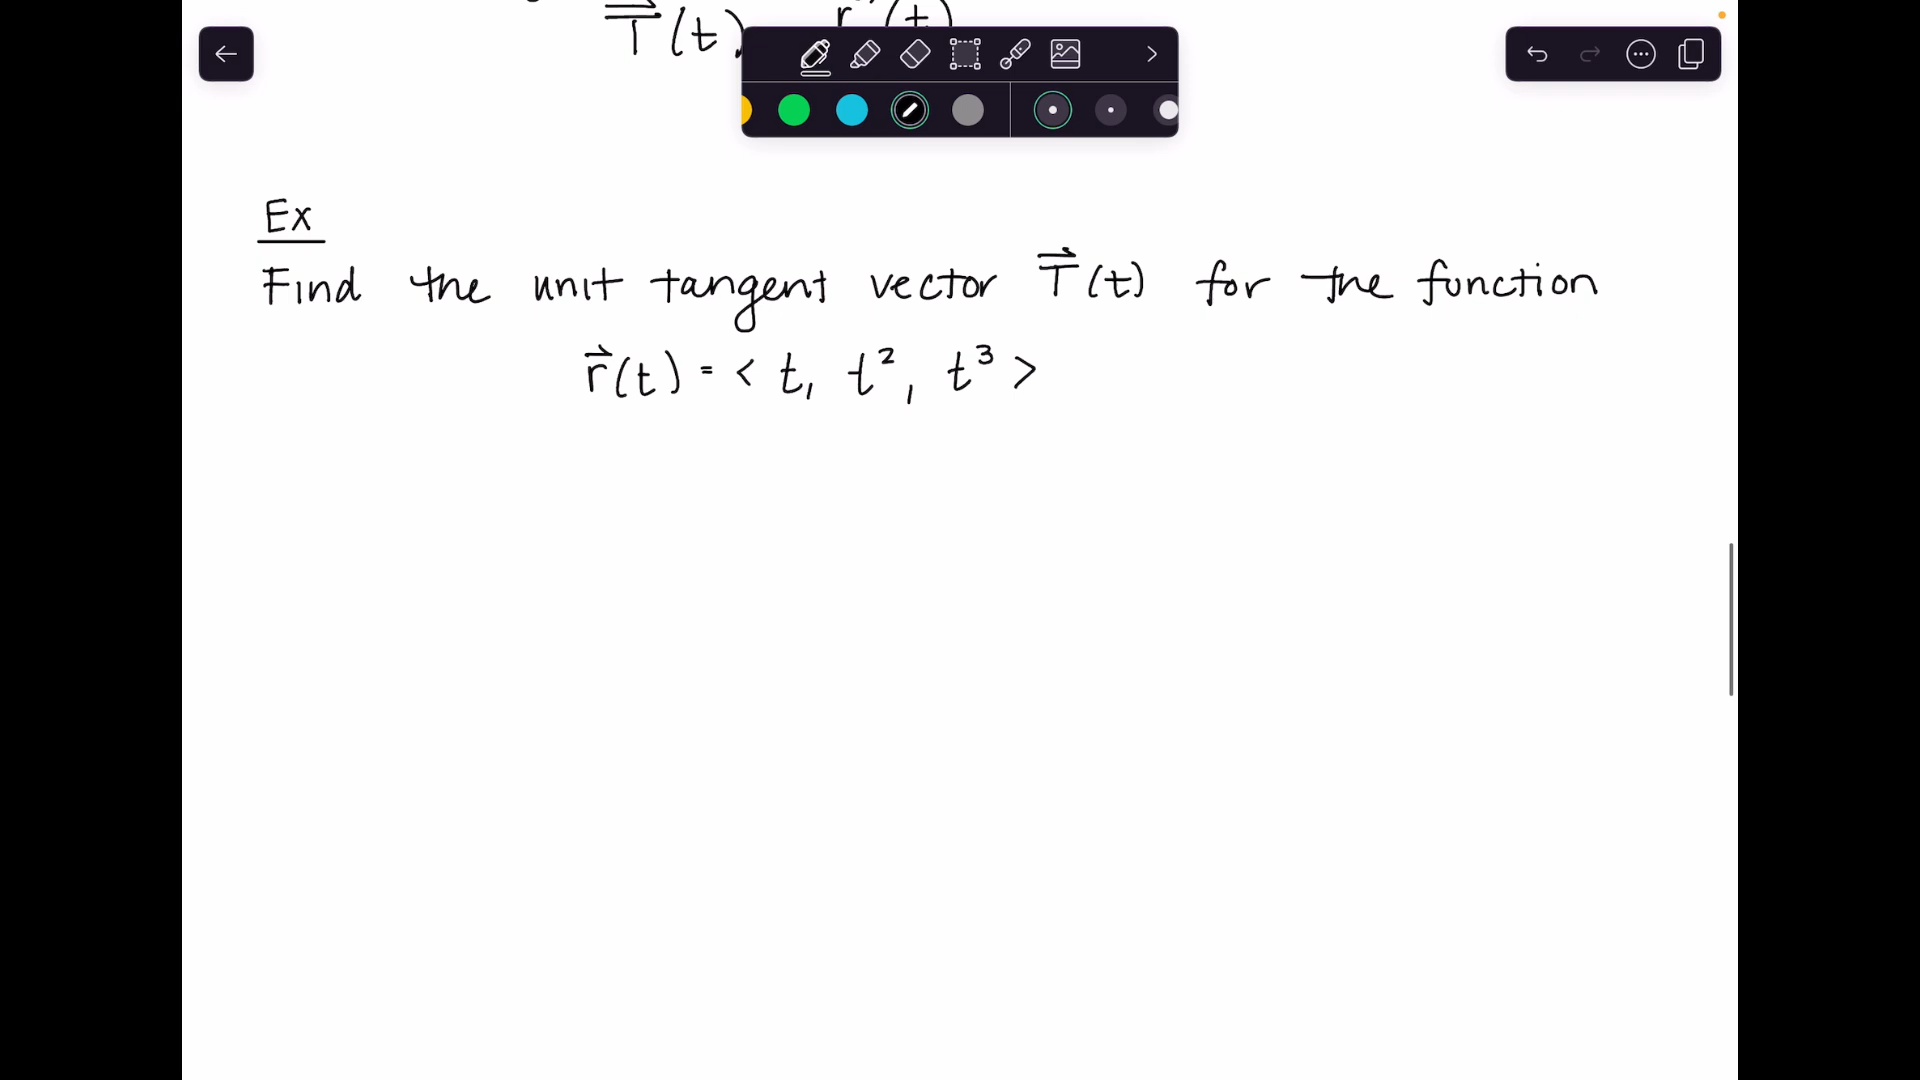 T⃗(t) r⃗'(t)
Ex
Find the unit tangent vector T⃗(t) for the function
r⃗(t) = < t, t², t³ >